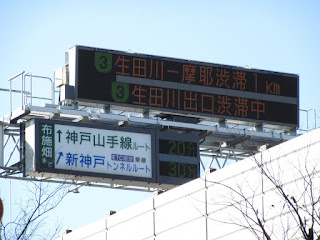 3 生田川－摩耶渋滞1km
3 生田川出口渋滞中
布施畑
↑神戸山手線ルート 20分
↗新神戸トンネルルート 30分